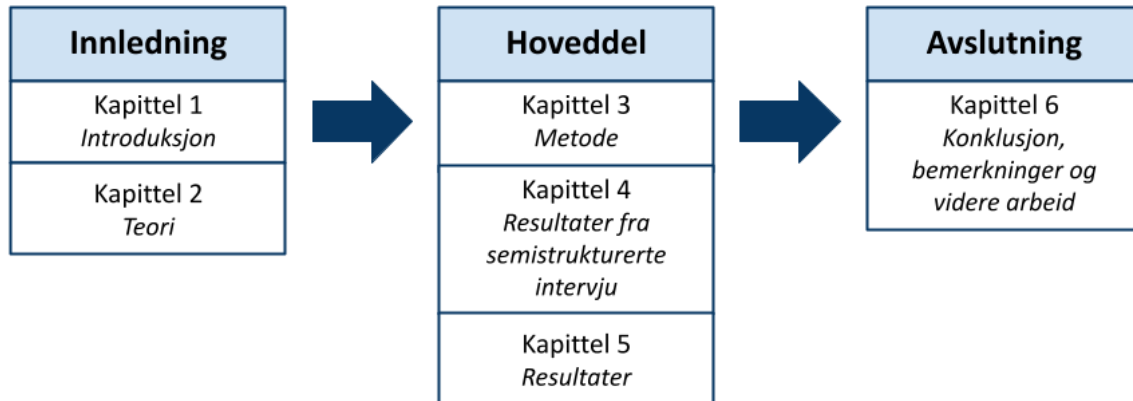 Innledning
Kapittel 1
Introduksjon
Kapittel 2
Teori
Hoveddel
Kapittel 3
Metode
Kapittel 4
Resultater fra
semistrukturerte
intervju
Kapittel 5
Resultater
Avslutning
Kapittel 6
Konklusjon,
bemerkninger og
videre arbeid